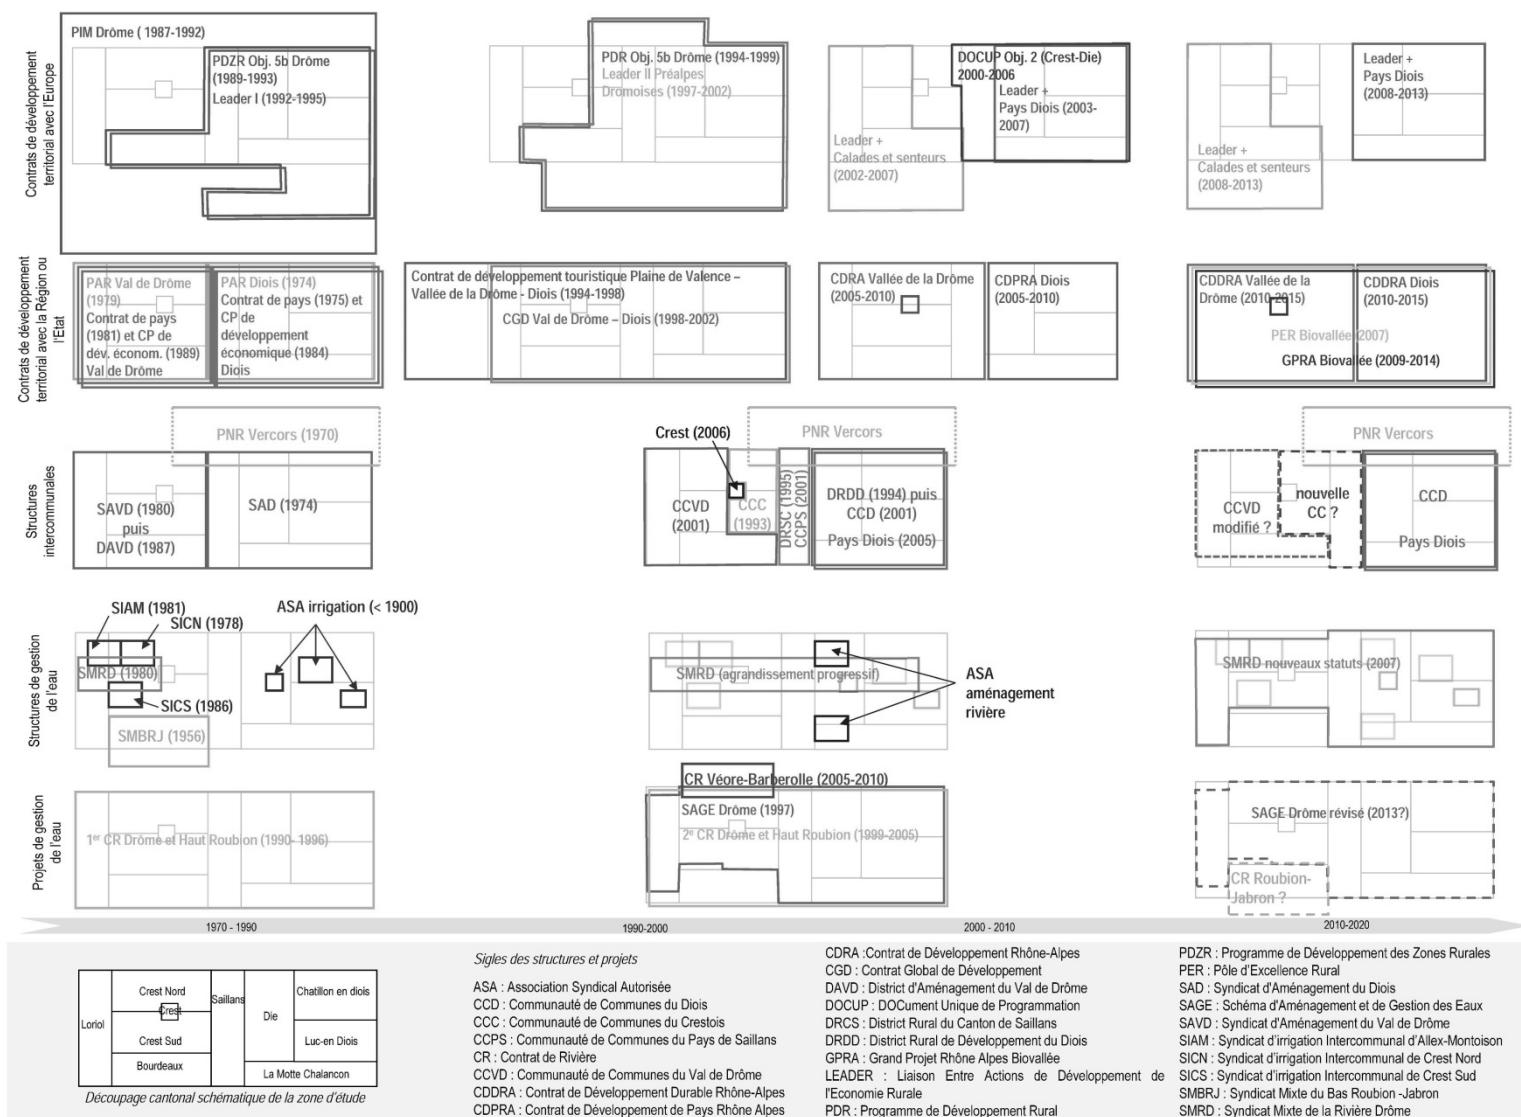 Contrats de développement
territorial avec l'Europe
PIM Drôme ( 1987-1992)
PDZR Obj. 5b Drôme
(1989-1993)
Leader I (1992-1995)
PDR Obj. 5b Drôme (1994-1999)
Leader II Préalpes
Dromoises (1997-2002)
DOCUP Obj. 2 (Crest-Die)
2000-2006
Leader +
Pays Diois (2003-
2007)
Leader +
Calades et senteurs
(2002-2007)
Leader +
Pays Diois
(2008-2013)
Leader +
Calades et senteurs
(2008-2013)
Contrats de développement
territorial avec la Région ou
l'Etat
PAR Val de Drôme
(1979)
Contrat de pays
(1981) et CP de
dév. économ. (1989)
Val de Drôme
PAR Diois (1974)
Contrat de pays (1975) et
CP de
développement
économique (1984)
Diois
Contrat de développement touristique Plaine de Valence –
Vallée de la Drôme - Diois (1994-1998)
CGD Val de Drôme – Diois (1998-2002)
CDRA Vallée de la Drôme
(2005-2010)
CDPRA Diois
(2005-2010)
CDDRA Vallée de la
Drôme (2010-2015)
CDDRA Diois
(2010-2015)
PER Biovallée (2007)
GPRA Biovallée (2009-2014)
Structures
intercommunales
PNR Vercors (1970)
SAVD (1980)
puis
DAVD (1987)
SAD (1974)
Crest (2006)
PNR Vercors
CCVD
(2001)
CCC
(1993)
DRSC (1995)
CCPS (2001)
DRDD (1994) puis
CCD (2001)
Pays Diois (2005)
PNR Vercors
CCVD
modifié ?
nouvelle
CC ?
CCD
Pays Diois
Structures de gestion
de l'eau
SIAM (1981)
SICN (1978)
ASA irrigation (< 1900)
SMRD (1980)
SICS (1986)
SMBRJ (1956)
SMRD (agrandissement progressif)
ASA
aménagement
rivière
SMRD nouveaux statuts (2007)
Projets de gestion
de l'eau
1er CR Drôme et Haut Roubion (1990- 1996)
CR Véore-Barberolle (2005-2010)
SAGE Drôme (1997)
2e CR Drôme et Haut Roubion (1999-2005)
SAGE Drôme révisé (2013?)
CR Roubion-
Jabron ?
1970 - 1990
1990-2000
2000 - 2010
2010-2020
Loriol
Crest Nord
Crest
Crest Sud
Bourdeaux
Saillans
Die
Chatillon en diois
Luc-en Diois
La Motte Chalancon
Découpage cantonal schématique de la zone d'étude
Sigles des structures et projets
ASA : Association Syndical Autorisée
CCD : Communauté de Communes du Diois
CCC : Communauté de Communes du Crestois
CCPS : Communauté de Communes du Pays de Saillans
CR : Contrat de Rivière
CCVD : Communauté de Communes du Val de Drôme
CDDRA : Contrat de Développement Durable Rhône-Alpes
CDPRA : Contrat de Développement de Pays Rhône Alpes
CDRA :Contrat de Développement Rhône-Alpes
CGD : Contrat Global de Développement
DAVD : District d'Aménagement du Val de Drôme
DOCUP : DOCument Unique de Programmation
DRCS : District Rural du Canton de Saillans
DRDD : District Rural de Développement du Diois
GPRA : Grand Projet Rhône Alpes Biovallée
LEADER : Liaison Entre Actions de Développement de
l'Economie Rurale
PDR : Programme de Développement Rural
PDZR : Programme de Développement des Zones Rurales
PER : Pôle d'Excellence Rural
SAD : Syndicat d'Aménagement du Diois
SAGE : Schéma d'Aménagement et de Gestion des Eaux
SAVD : Syndicat d'Aménagement du Val de Drôme
SIAM : Syndicat d'irrigation Intercommunal d'Allex-Montoison
SICN : Syndicat d'irrigation Intercommunal de Crest Nord
SICS : Syndicat d'irrigation Intercommunal de Crest Sud
SMBRJ : Syndicat Mixte du Bas Roubion -Jabron
SMRD : Syndicat Mixte de la Rivière Drôme